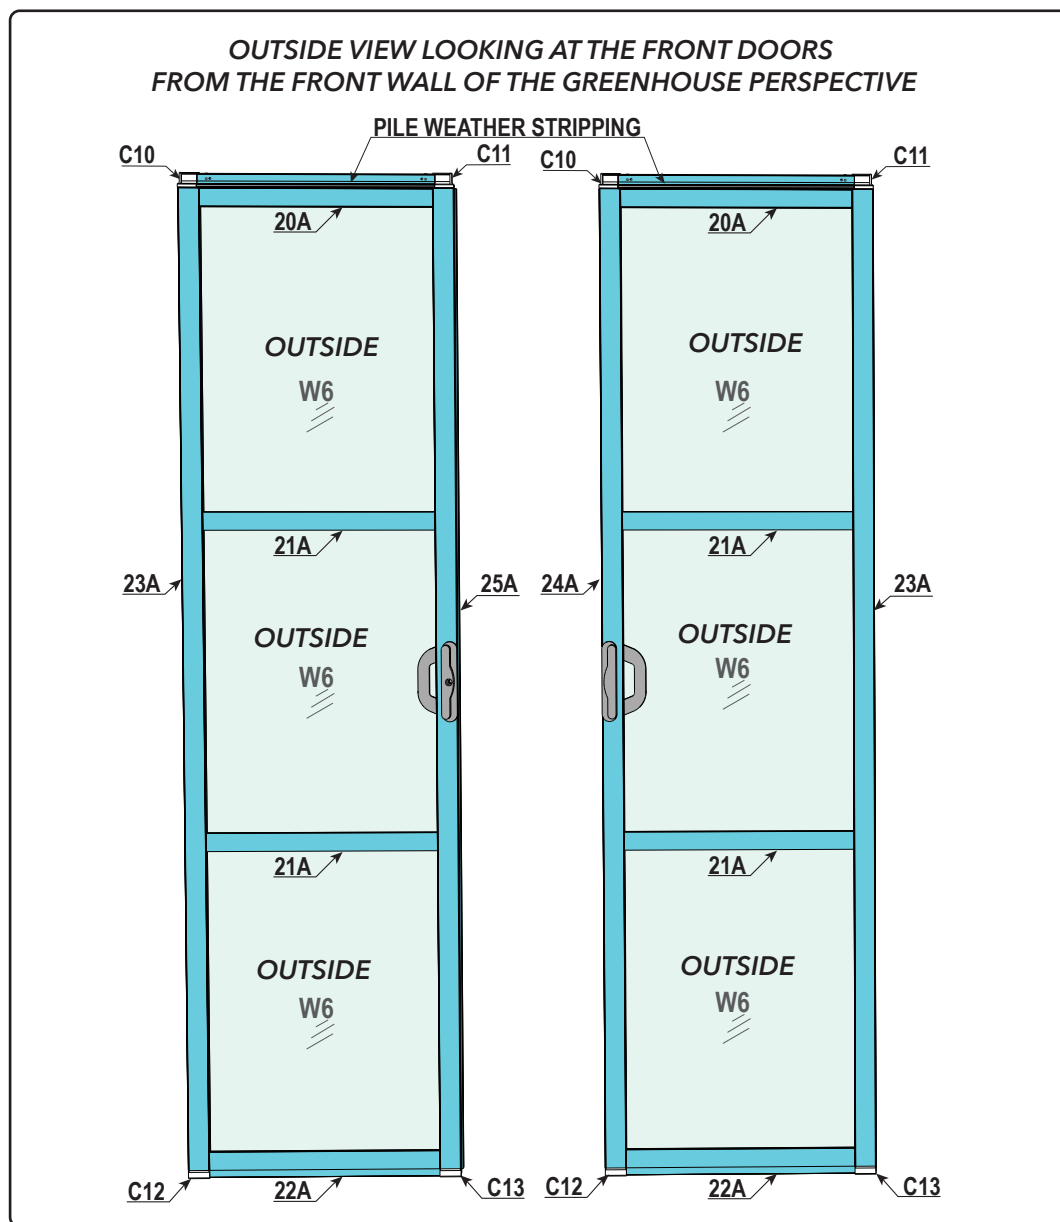 OUTSIDE VIEW LOOKING AT THE FRONT DOORS
FROM THE FRONT WALL OF THE GREENHOUSE PERSPECTIVE
PILE WEATHER STRIPPING
C10
C11
C10
C11
20A
20A
OUTSIDE
W6
OUTSIDE
W6
21A
21A
23A
25A
24A
23A
OUTSIDE
W6
OUTSIDE
W6
21A
21A
OUTSIDE
W6
OUTSIDE
W6
C12
22A
C13
C12
22A
C13